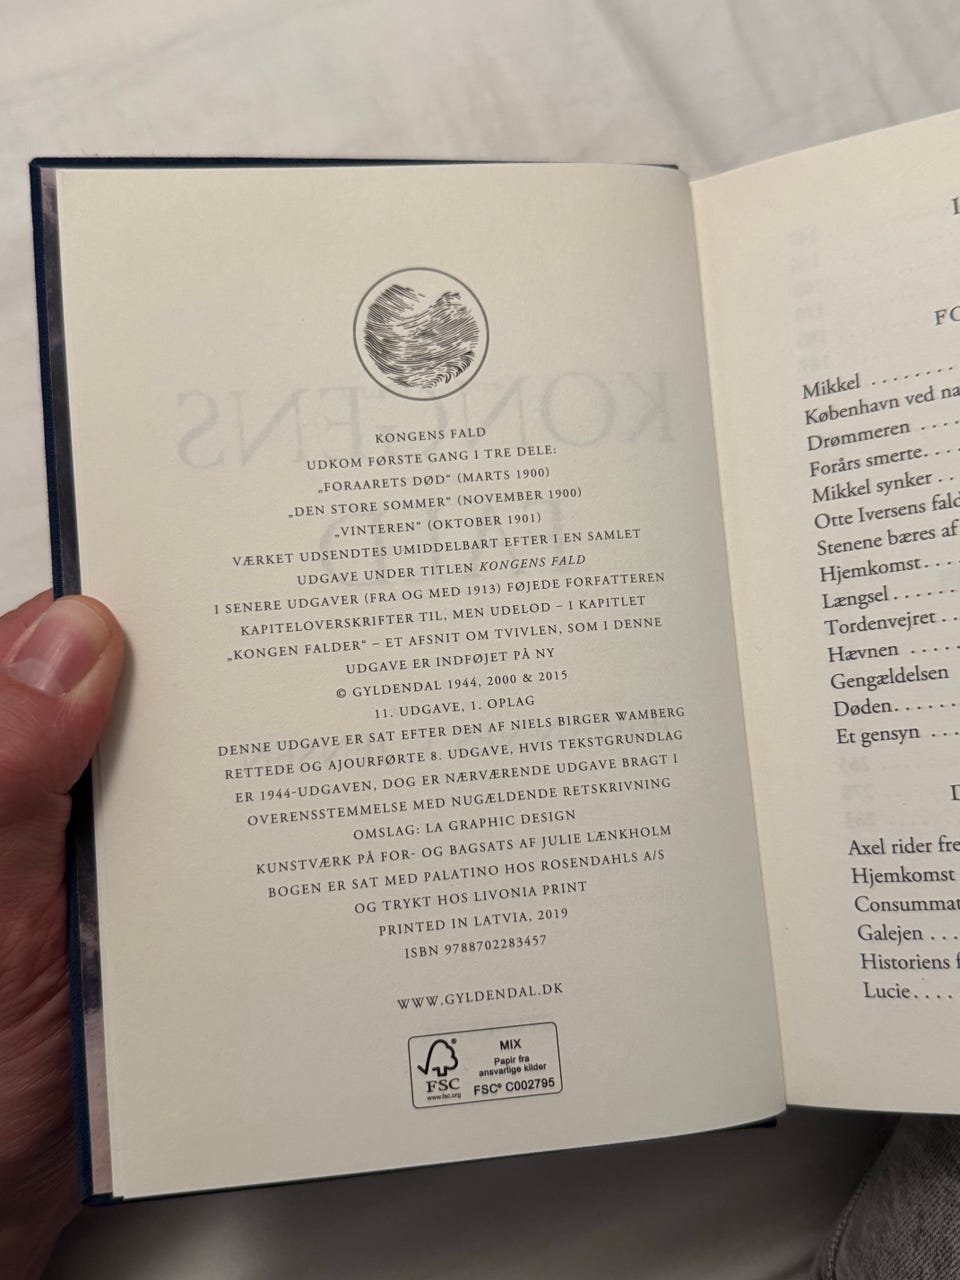 KONGENS FALD
UDKOM FØRSTE GANG I TRE DELE:
„FORAARETS DØD“ (MARTS 1900)
„DEN STORE SOMMER“ (NOVEMBER 1900)
„VINTEREN“ (OKTOBER 1901)
VÆRKET UDSENDTES UMIDDELBART EFTER I EN SAMLET
UDGAVE UNDER TITLEN KONGENS FALD
I SENERE UDGAVER (FRA OG MED 1913) FØJEDE FORFATTEREN
KAPITELOVERSKRIFTER TIL, MEN UDELOD – I KAPITLET
„KONGEN FALDER“ – ET AFSNIT OM TVIVLEN, SOM I DENNE
UDGAVE ER INDFØJET PÅ NY
© GYLDENDAL 1944, 2000 & 2015
11. UDGAVE, 1. OPLAG
DENNE UDGAVE ER SAT EFTER DEN AF NIELS BIRGER WAMBERG
RETTEDE OG AJOURFØRTE 8. UDGAVE, HVIS TEKSTGRUNDLAG
ER 1944-UDGAVEN, DOG ER NÆRVÆRENDE UDGAVE BRAGT I
OVERENSSTEMMELSE MED NUGÆLDENDE RETSKRIVNING
OMSLAG: LA GRAPHIC DESIGN
KUNSTVÆRK PÅ FOR- OG BAGSATS AF JULIE LÆNKHOLM
BOGEN ER SAT MED PALATINO HOS ROSENDAHLS A/S
OG TRYKT HOS LIVONIA PRINT
PRINTED IN LATVIA, 2019
ISBN 9788702283457
WWW.GYLDENDAL.DK
FSC®
www.fsc.org
MIX
Papir fra
ansvarlige kilder
FSC® C002795
FO
Mikkel . . . . . . . .
København ved na
Drømmeren . . . .
Forårs smerte. . .
Mikkel synker . .
Otte Iversens fald
Stenene bæres af
Hjemkomst. . . .
Længsel . . . . . .
Tordenvejret . .
Hævnen . . . . .
Gengældelsen
Døden. . . . . .
Et gensyn . . .
D
Axel rider fre
Hjemkomst
Consummat
Galejen . . .
Historiens f
Lucie. . . .